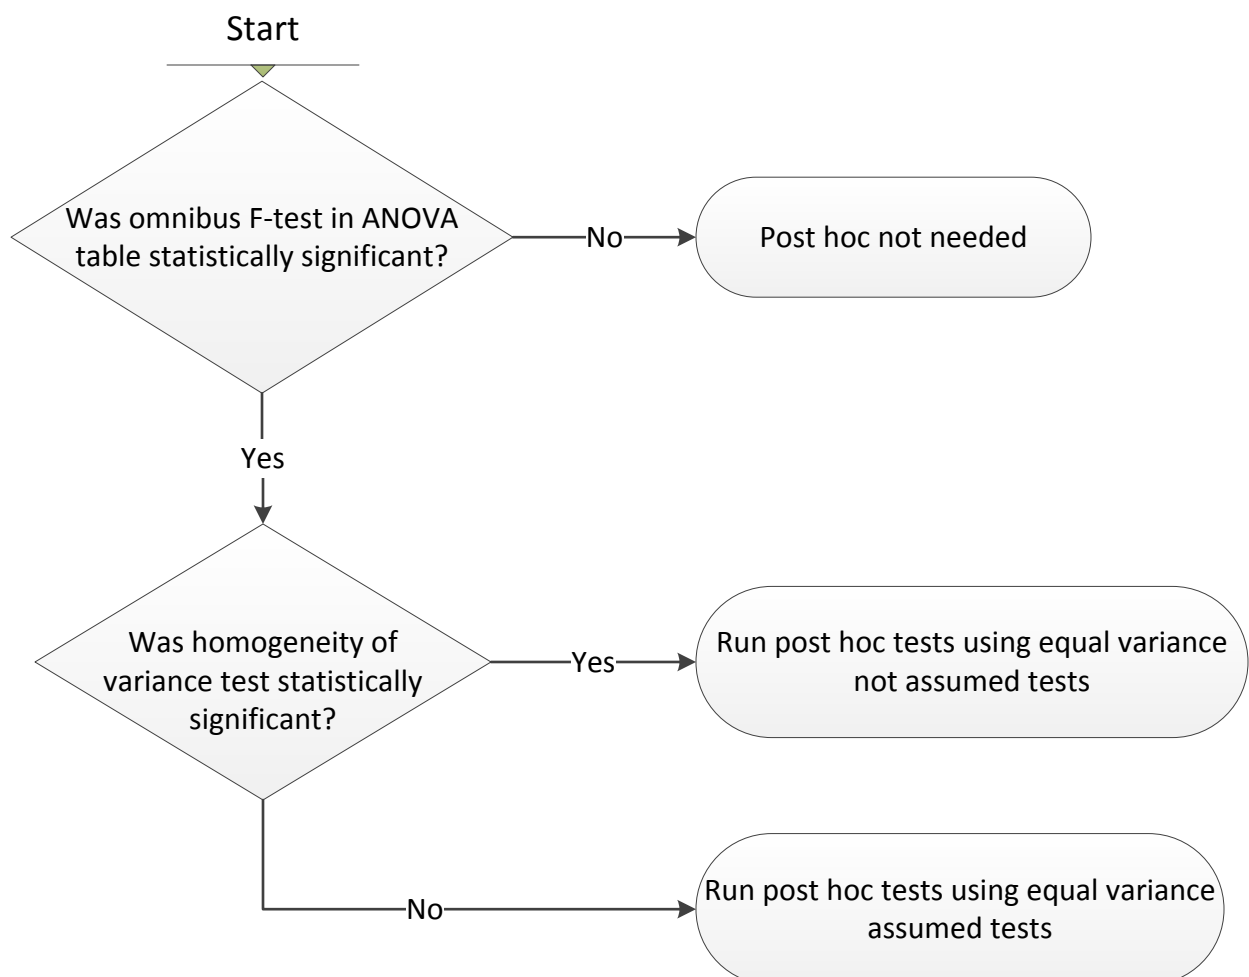 Start
Was omnibus F-test in ANOVA
table statistically significant?
No
Post hoc not needed
Yes
Was homogeneity of
variance test statistically
significant?
Yes
Run post hoc tests using equal variance
not assumed tests
No
Run post hoc tests using equal variance
assumed tests